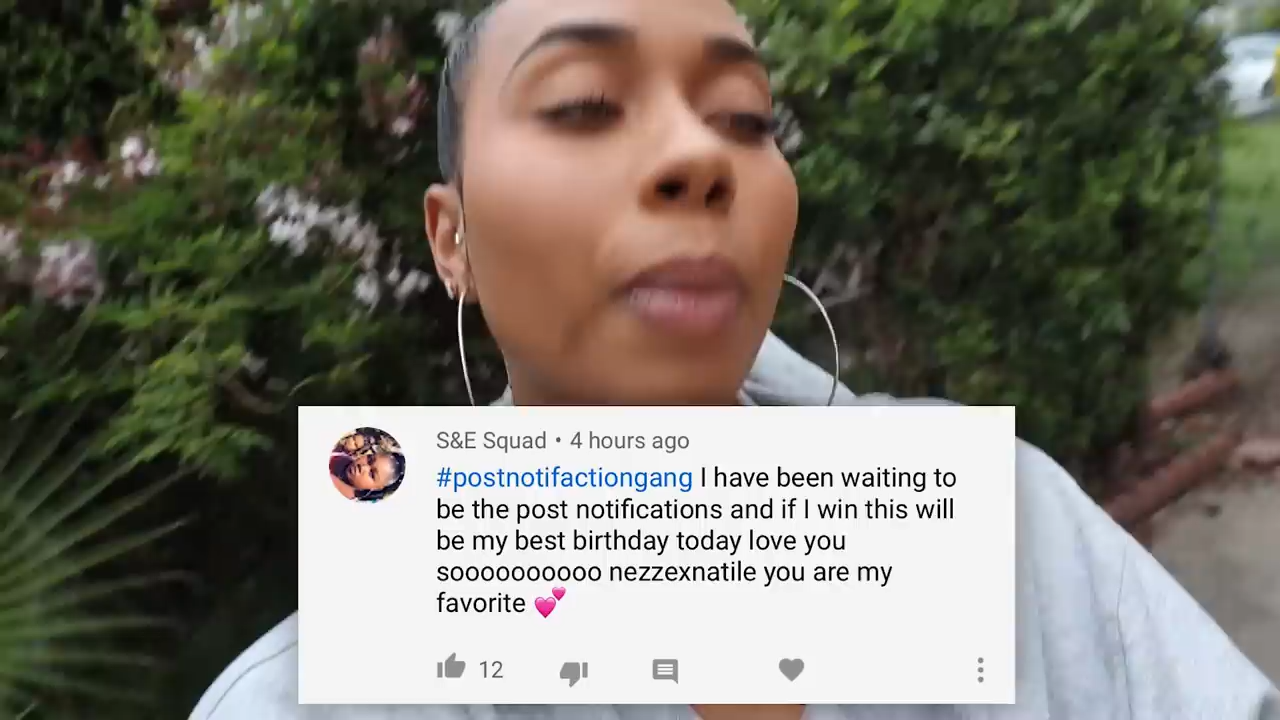 S&E Squad • 4 hours ago
#postnotifactiongang I have been waiting to
be the post notifications and if I win this will
be my best birthday today love you
soooooooooo nezzexnatile you are my
favorite 💕
12